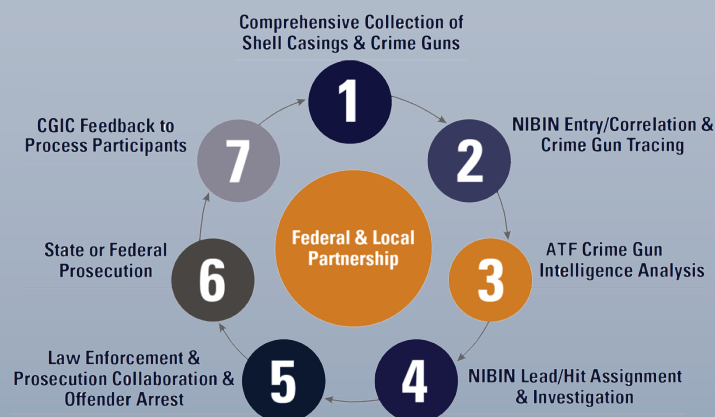 Comprehensive Collection of
Shell Casings & Crime Guns
1
NIBIN Entry/Correlation &
Crime Gun Tracing
2
ATF Crime Gun
Intelligence Analysis
3
NIBIN Lead/Hit Assignment
& Investigation
4
Law Enforcement &
Prosecution Collaboration &
Offender Arrest
5
State or Federal
Prosecution
6
CGIC Feedback to
Process Participants
7
Federal & Local
Partnership